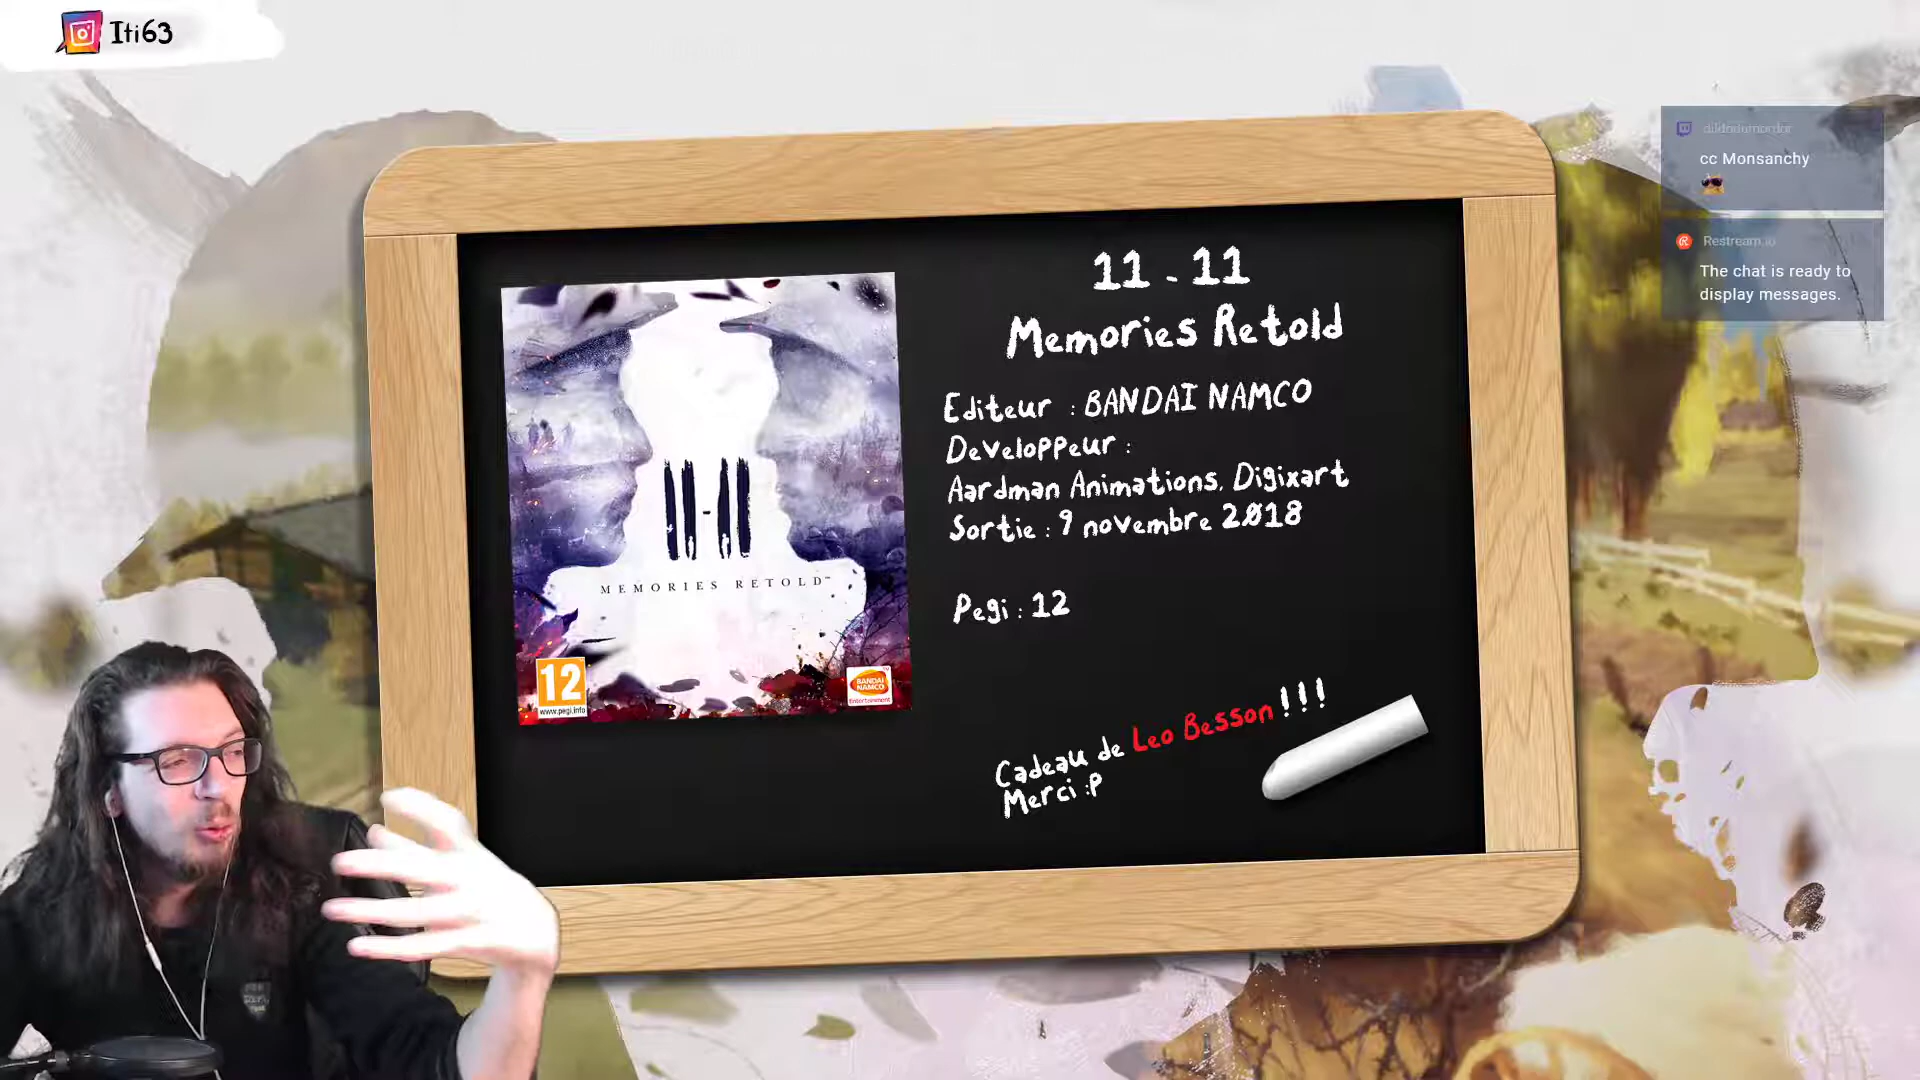 Iti63
cc Monsanchy
Restream.io
The chat is ready to
display messages.
11-11
MEMORIES RETOLD™
12
www.pegi.info
BANDAI
NAMCO
Entertainment
11 - 11
Memories Retold
Editeur : BANDAI NAMCO
Developpeur :
Aardman Animations, Digixart
Sortie : 9 novembre 2018
Pegi : 12
Cadeau de Leo Besson !!!
Merci :P